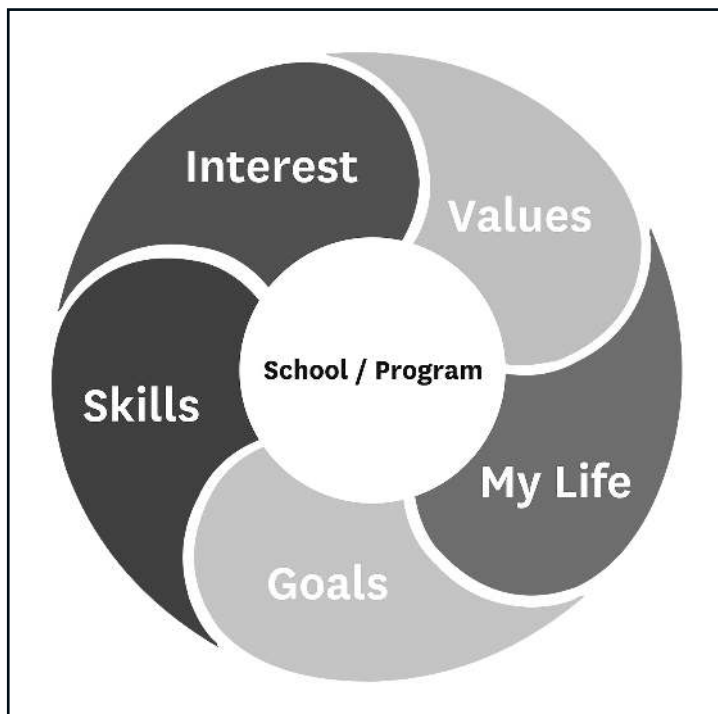 Interest
Values
School / Program
Skills
My Life
Goals